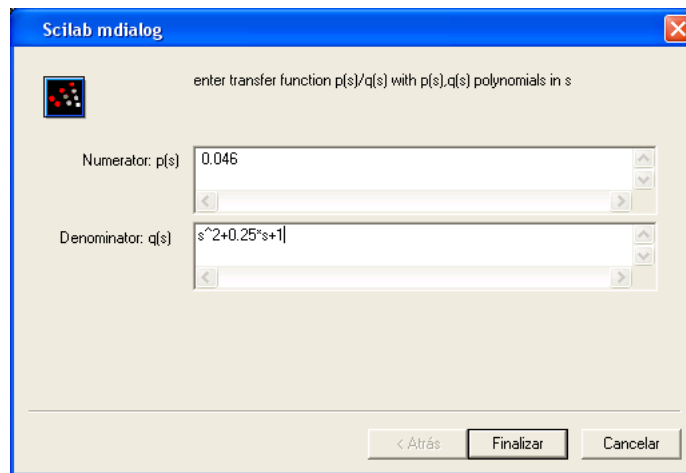 Scilab mdialog
enter transfer function p(s)/q(s) with p(s),q(s) polynomials in s
Numerator: p(s)
0.046
Denominator: q(s)
s^2+0.25*s+1
< Atrás
Finalizar
Cancelar